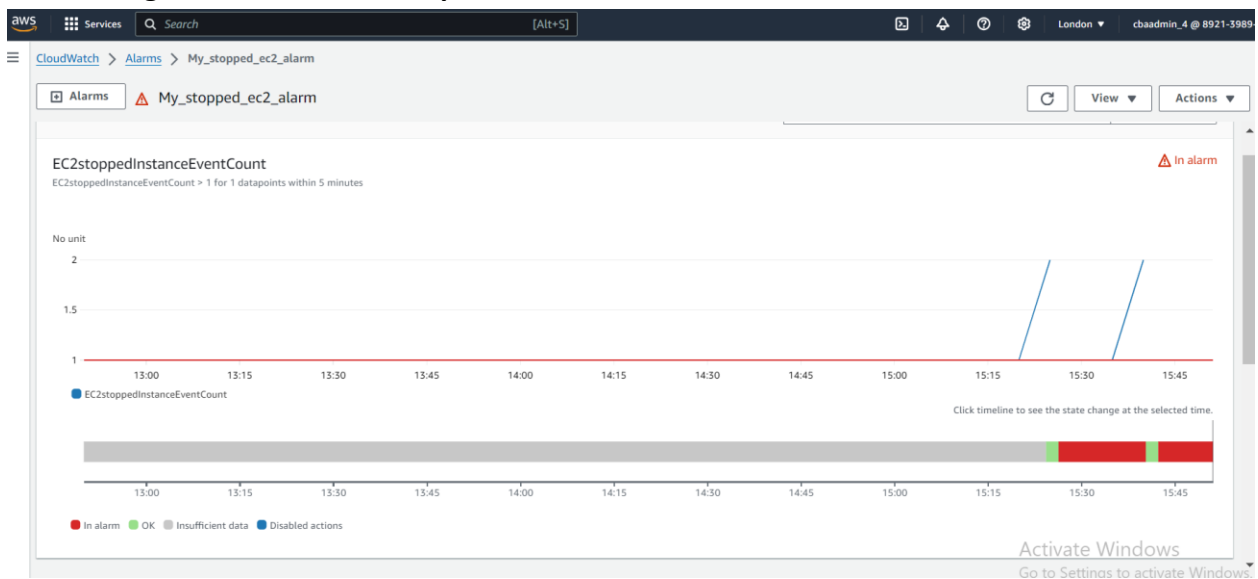 aws Services Search [Alt+S] London ▼ cbaadmin_4 @ 8921-3989-
CloudWatch > Alarms > My_stopped_ec2_alarm
Alarms My_stopped_ec2_alarm View ▼ Actions ▼
EC2stoppedInstanceEventCount In alarm
EC2stoppedInstanceEventCount > 1 for 1 datapoints within 5 minutes
No unit
2
1.5
1
13:00 13:15 13:30 13:45 14:00 14:15 14:30 14:45 15:00 15:15 15:30 15:45
EC2stoppedInstanceEventCount
Click timeline to see the state change at the selected time.
13:00 13:15 13:30 13:45 14:00 14:15 14:30 14:45 15:00 15:15 15:30 15:45
In alarm OK Insufficient data Disabled actions
Activate Windows
Go to Settings to activate Windows.